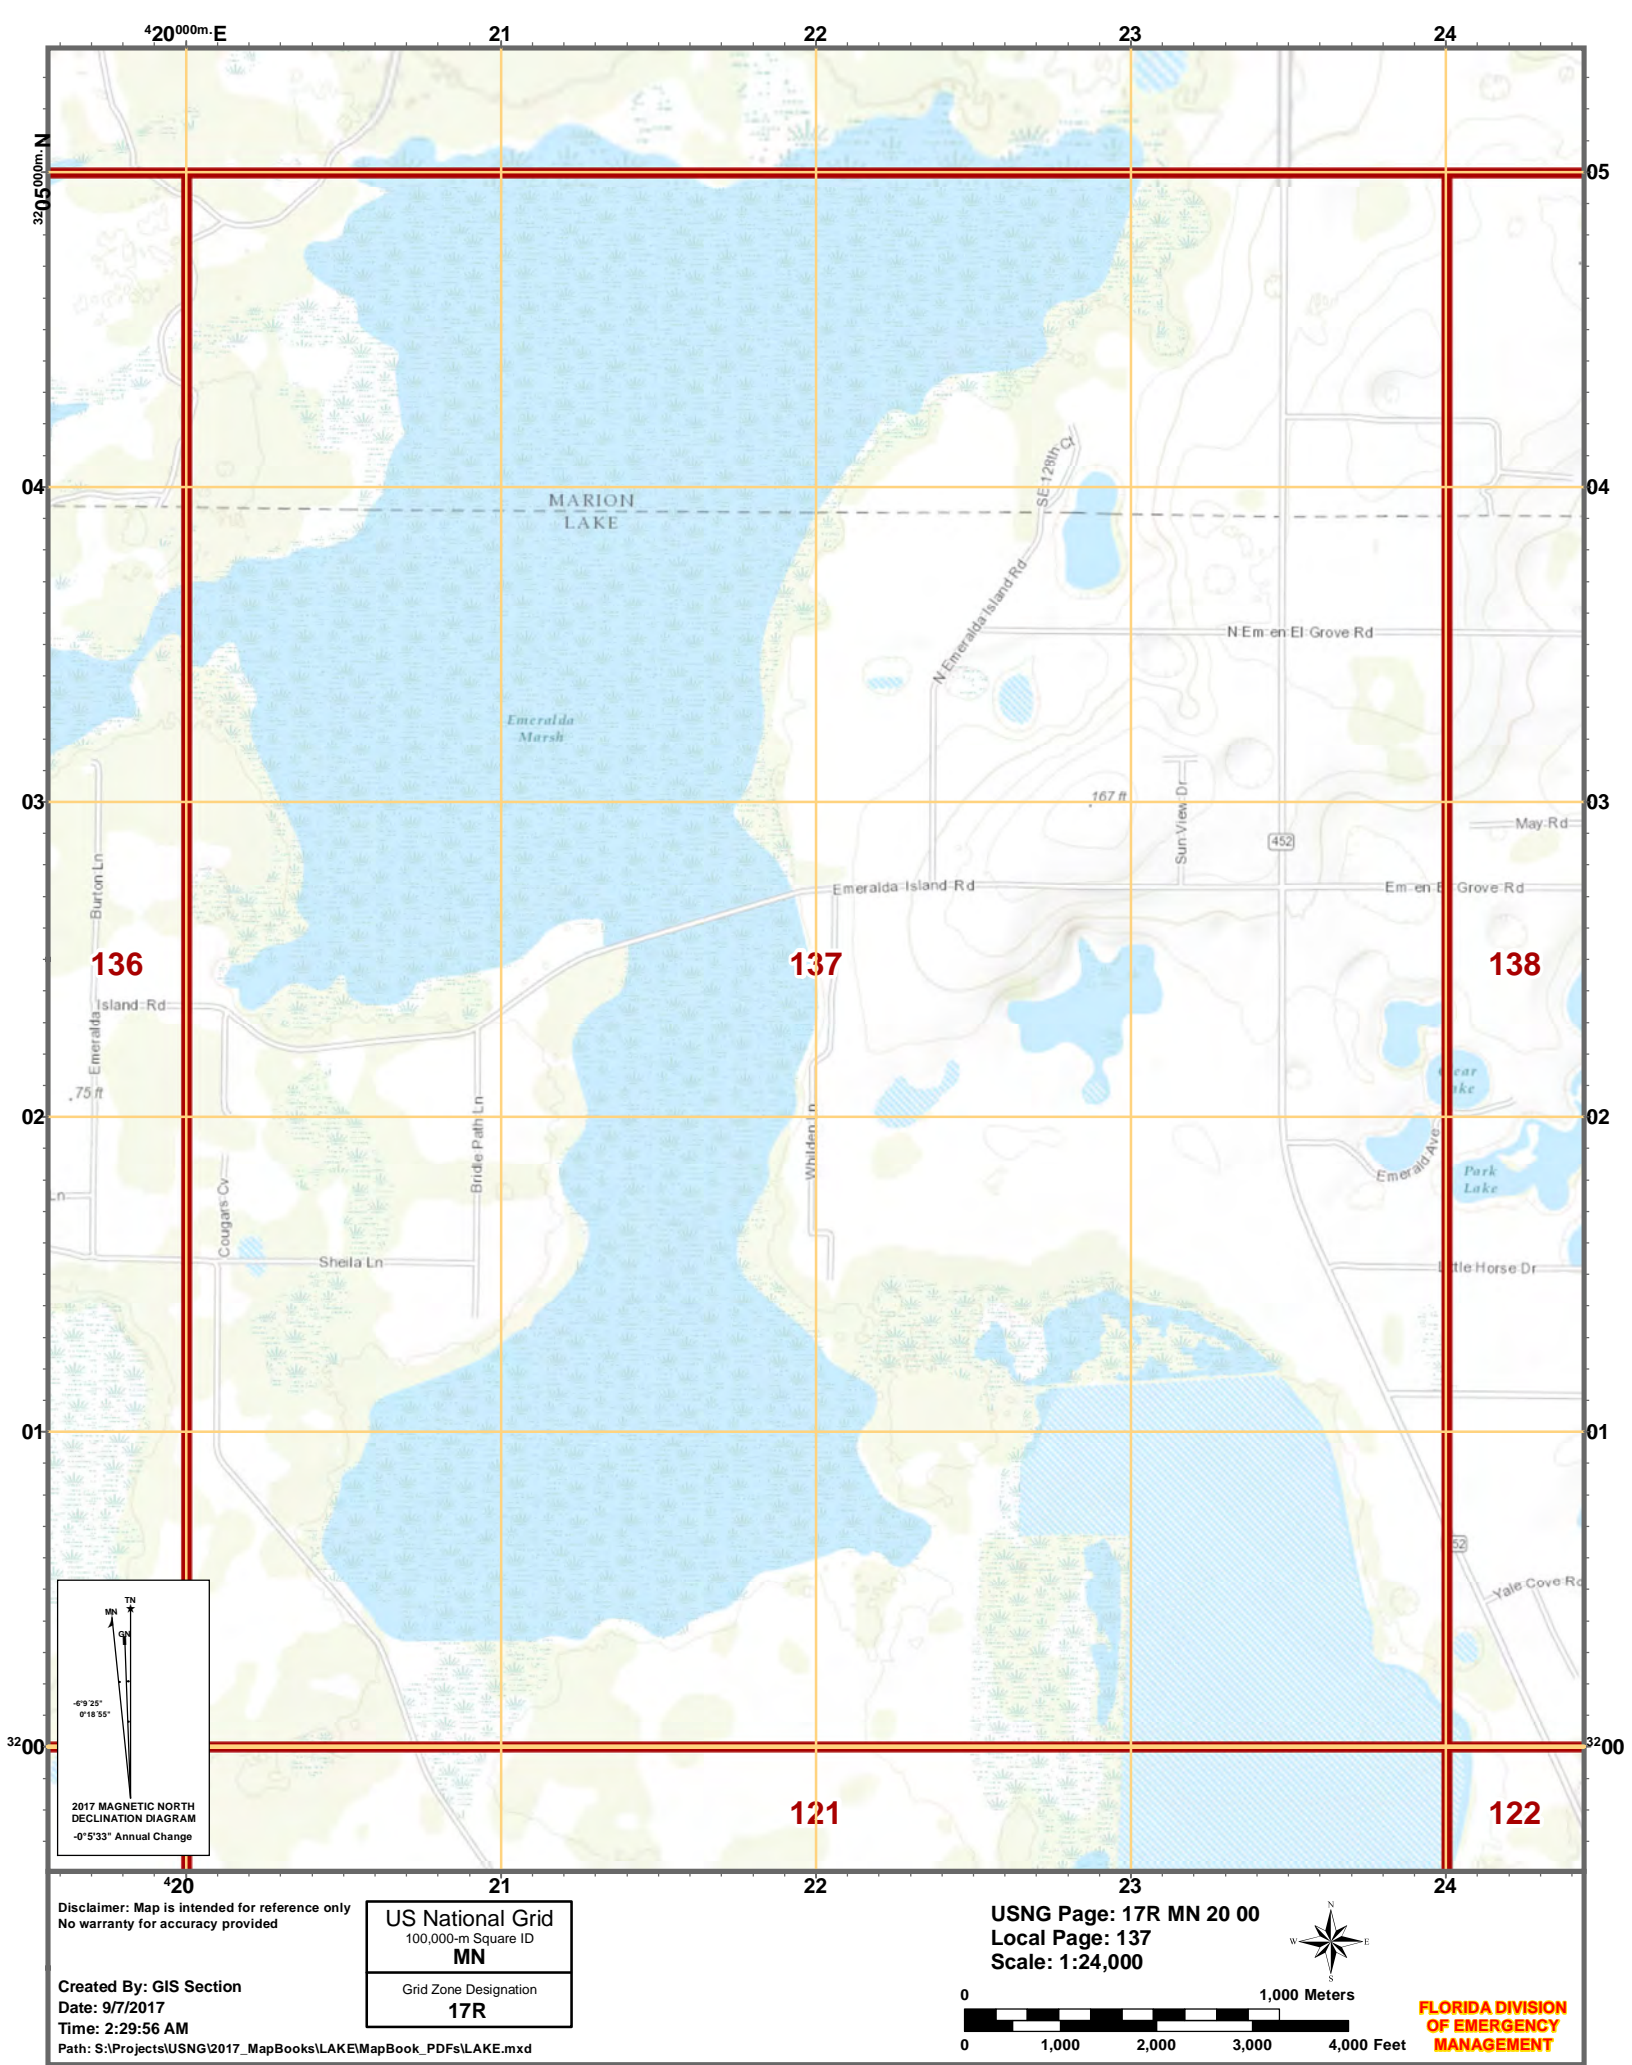 420000m.E 21 22 23 24
3205000m.N 05
04 04
03 03
02 02
01 01
3200 3200
MARION
LAKE
SE 128th Ct
N Emeralda Island Rd
N Em en El Grove Rd
Emeralda
Marsh
167 ft
Sun View Dr
452
May Rd
Burton Ln
Emeralda Island Rd
Em en El Grove Rd
136 137 138
Island Rd
Emeralda
75 ft
Lake
Bridle Path Ln
Whilden Ln
Emerald Ave
Park
Lake
Ln
Cougars Cv
Sheila Ln
Little Horse Dr
52
Yale Cove Rd
121 122
TN
MN
GN
-6°9'25"
0°18'55"
2017 MAGNETIC NORTH
DECLINATION DIAGRAM
-0°5'33" Annual Change
420 21 22 23 24
Disclaimer: Map is intended for reference only
No warranty for accuracy provided
Created By: GIS Section
Date: 9/7/2017
Time: 2:29:56 AM
Path: S:\Projects\USNG\2017_MapBooks\LAKE\MapBook_PDFs\LAKE.mxd
US National Grid
100,000-m Square ID
MN
Grid Zone Designation
17R
USNG Page: 17R MN 20 00
Local Page: 137
Scale: 1:24,000
N
W E
S
0 1,000 Meters
0 1,000 2,000 3,000 4,000 Feet
FLORIDA DIVISION
OF EMERGENCY
MANAGEMENT